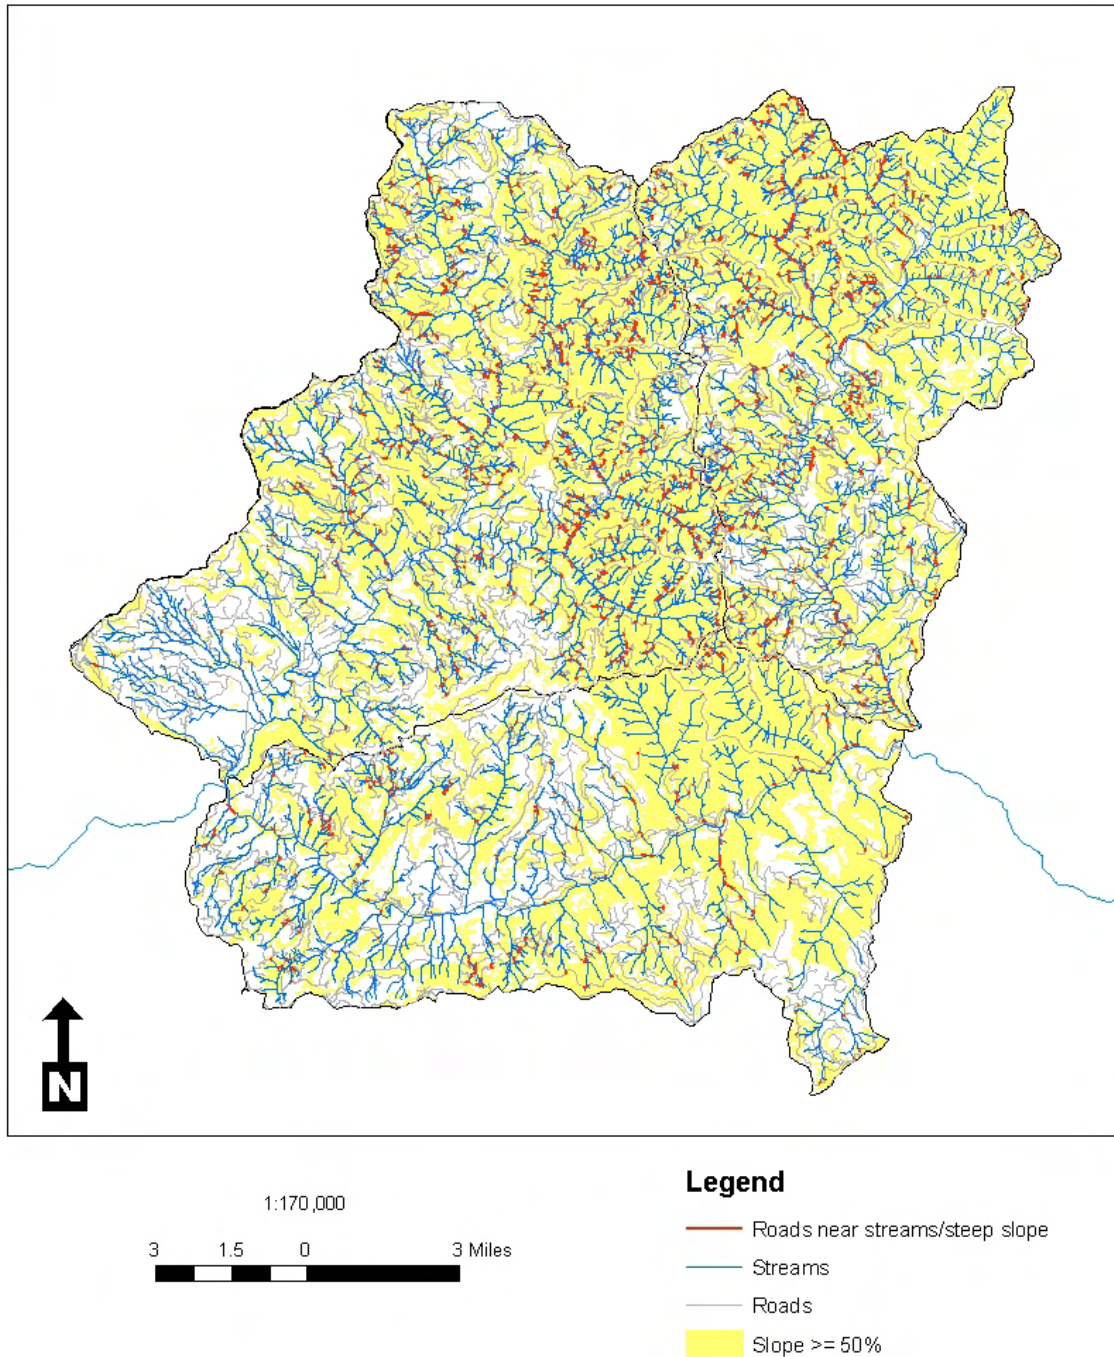 N
1:170,000
3 1.5 0 3 Miles
Legend
Roads near streams/steep slope
Streams
Roads
Slope >= 50%